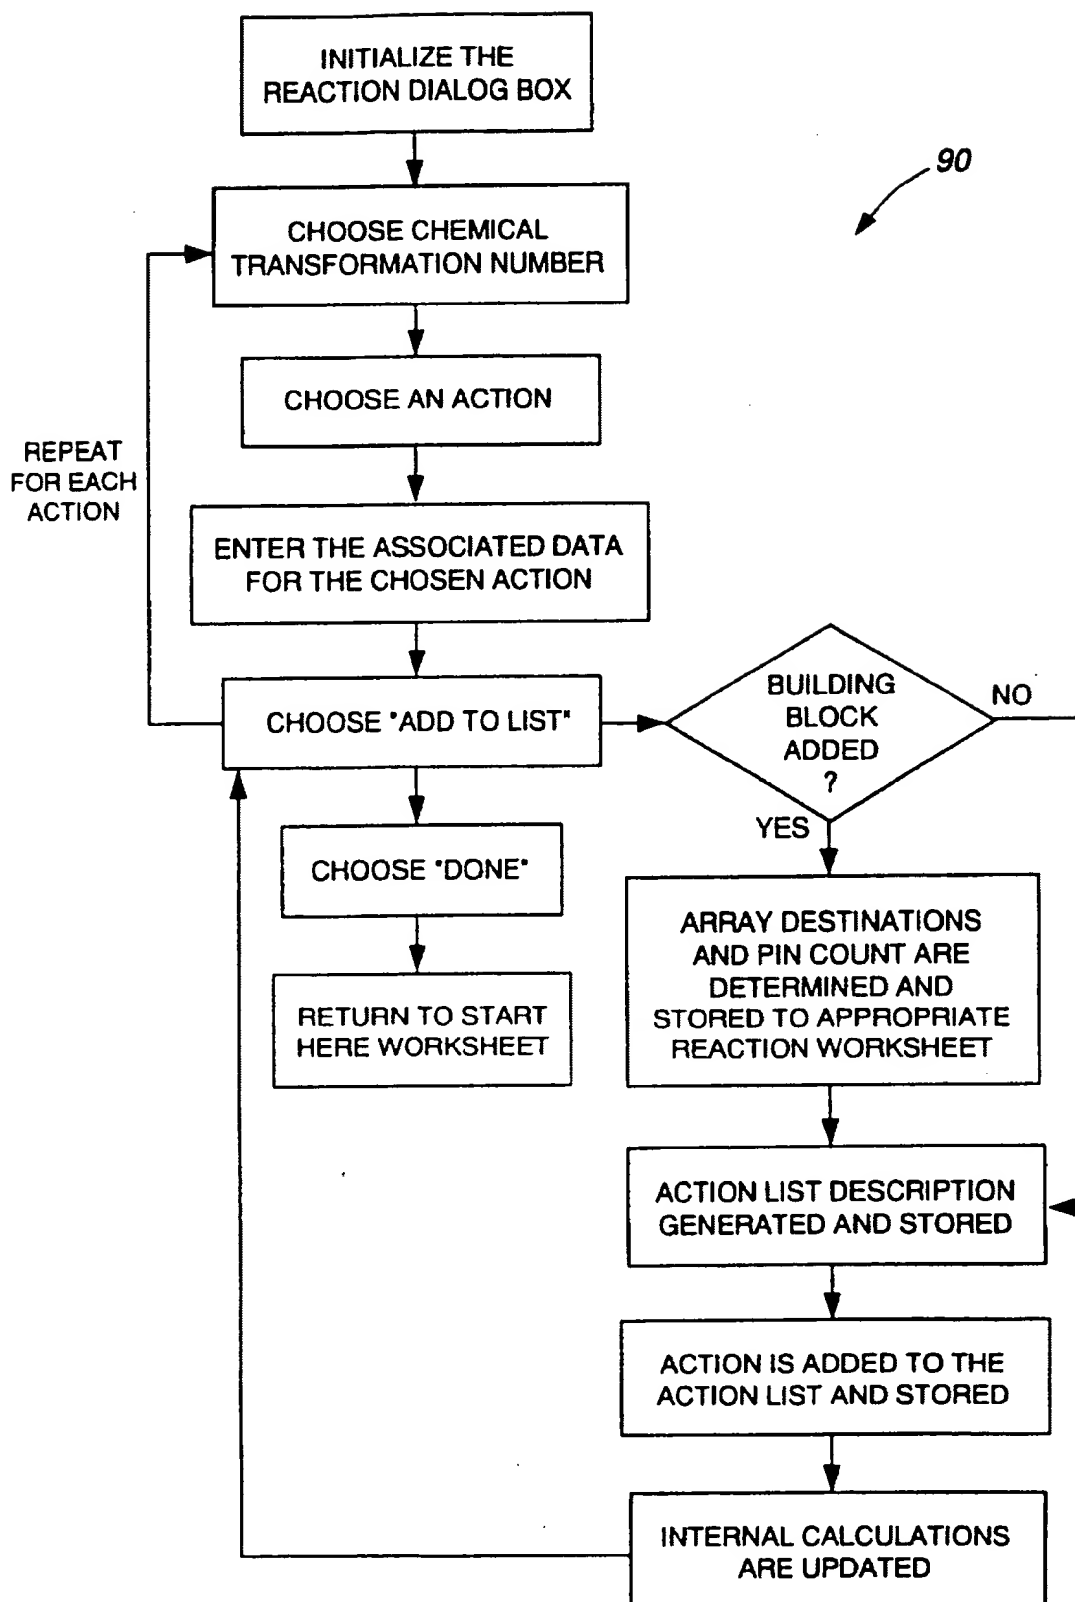 INITIALIZE THE
REACTION DIALOG BOX
90
CHOOSE CHEMICAL
TRANSFORMATION NUMBER
CHOOSE AN ACTION
REPEAT
FOR EACH
ACTION
ENTER THE ASSOCIATED DATA
FOR THE CHOSEN ACTION
CHOOSE "ADD TO LIST"
BUILDING
BLOCK
ADDED
?
NO
YES
CHOOSE "DONE"
RETURN TO START
HERE WORKSHEET
ARRAY DESTINATIONS
AND PIN COUNT ARE
DETERMINED AND
STORED TO APPROPRIATE
REACTION WORKSHEET
ACTION LIST DESCRIPTION
GENERATED AND STORED
ACTION IS ADDED TO THE
ACTION LIST AND STORED
INTERNAL CALCULATIONS
ARE UPDATED